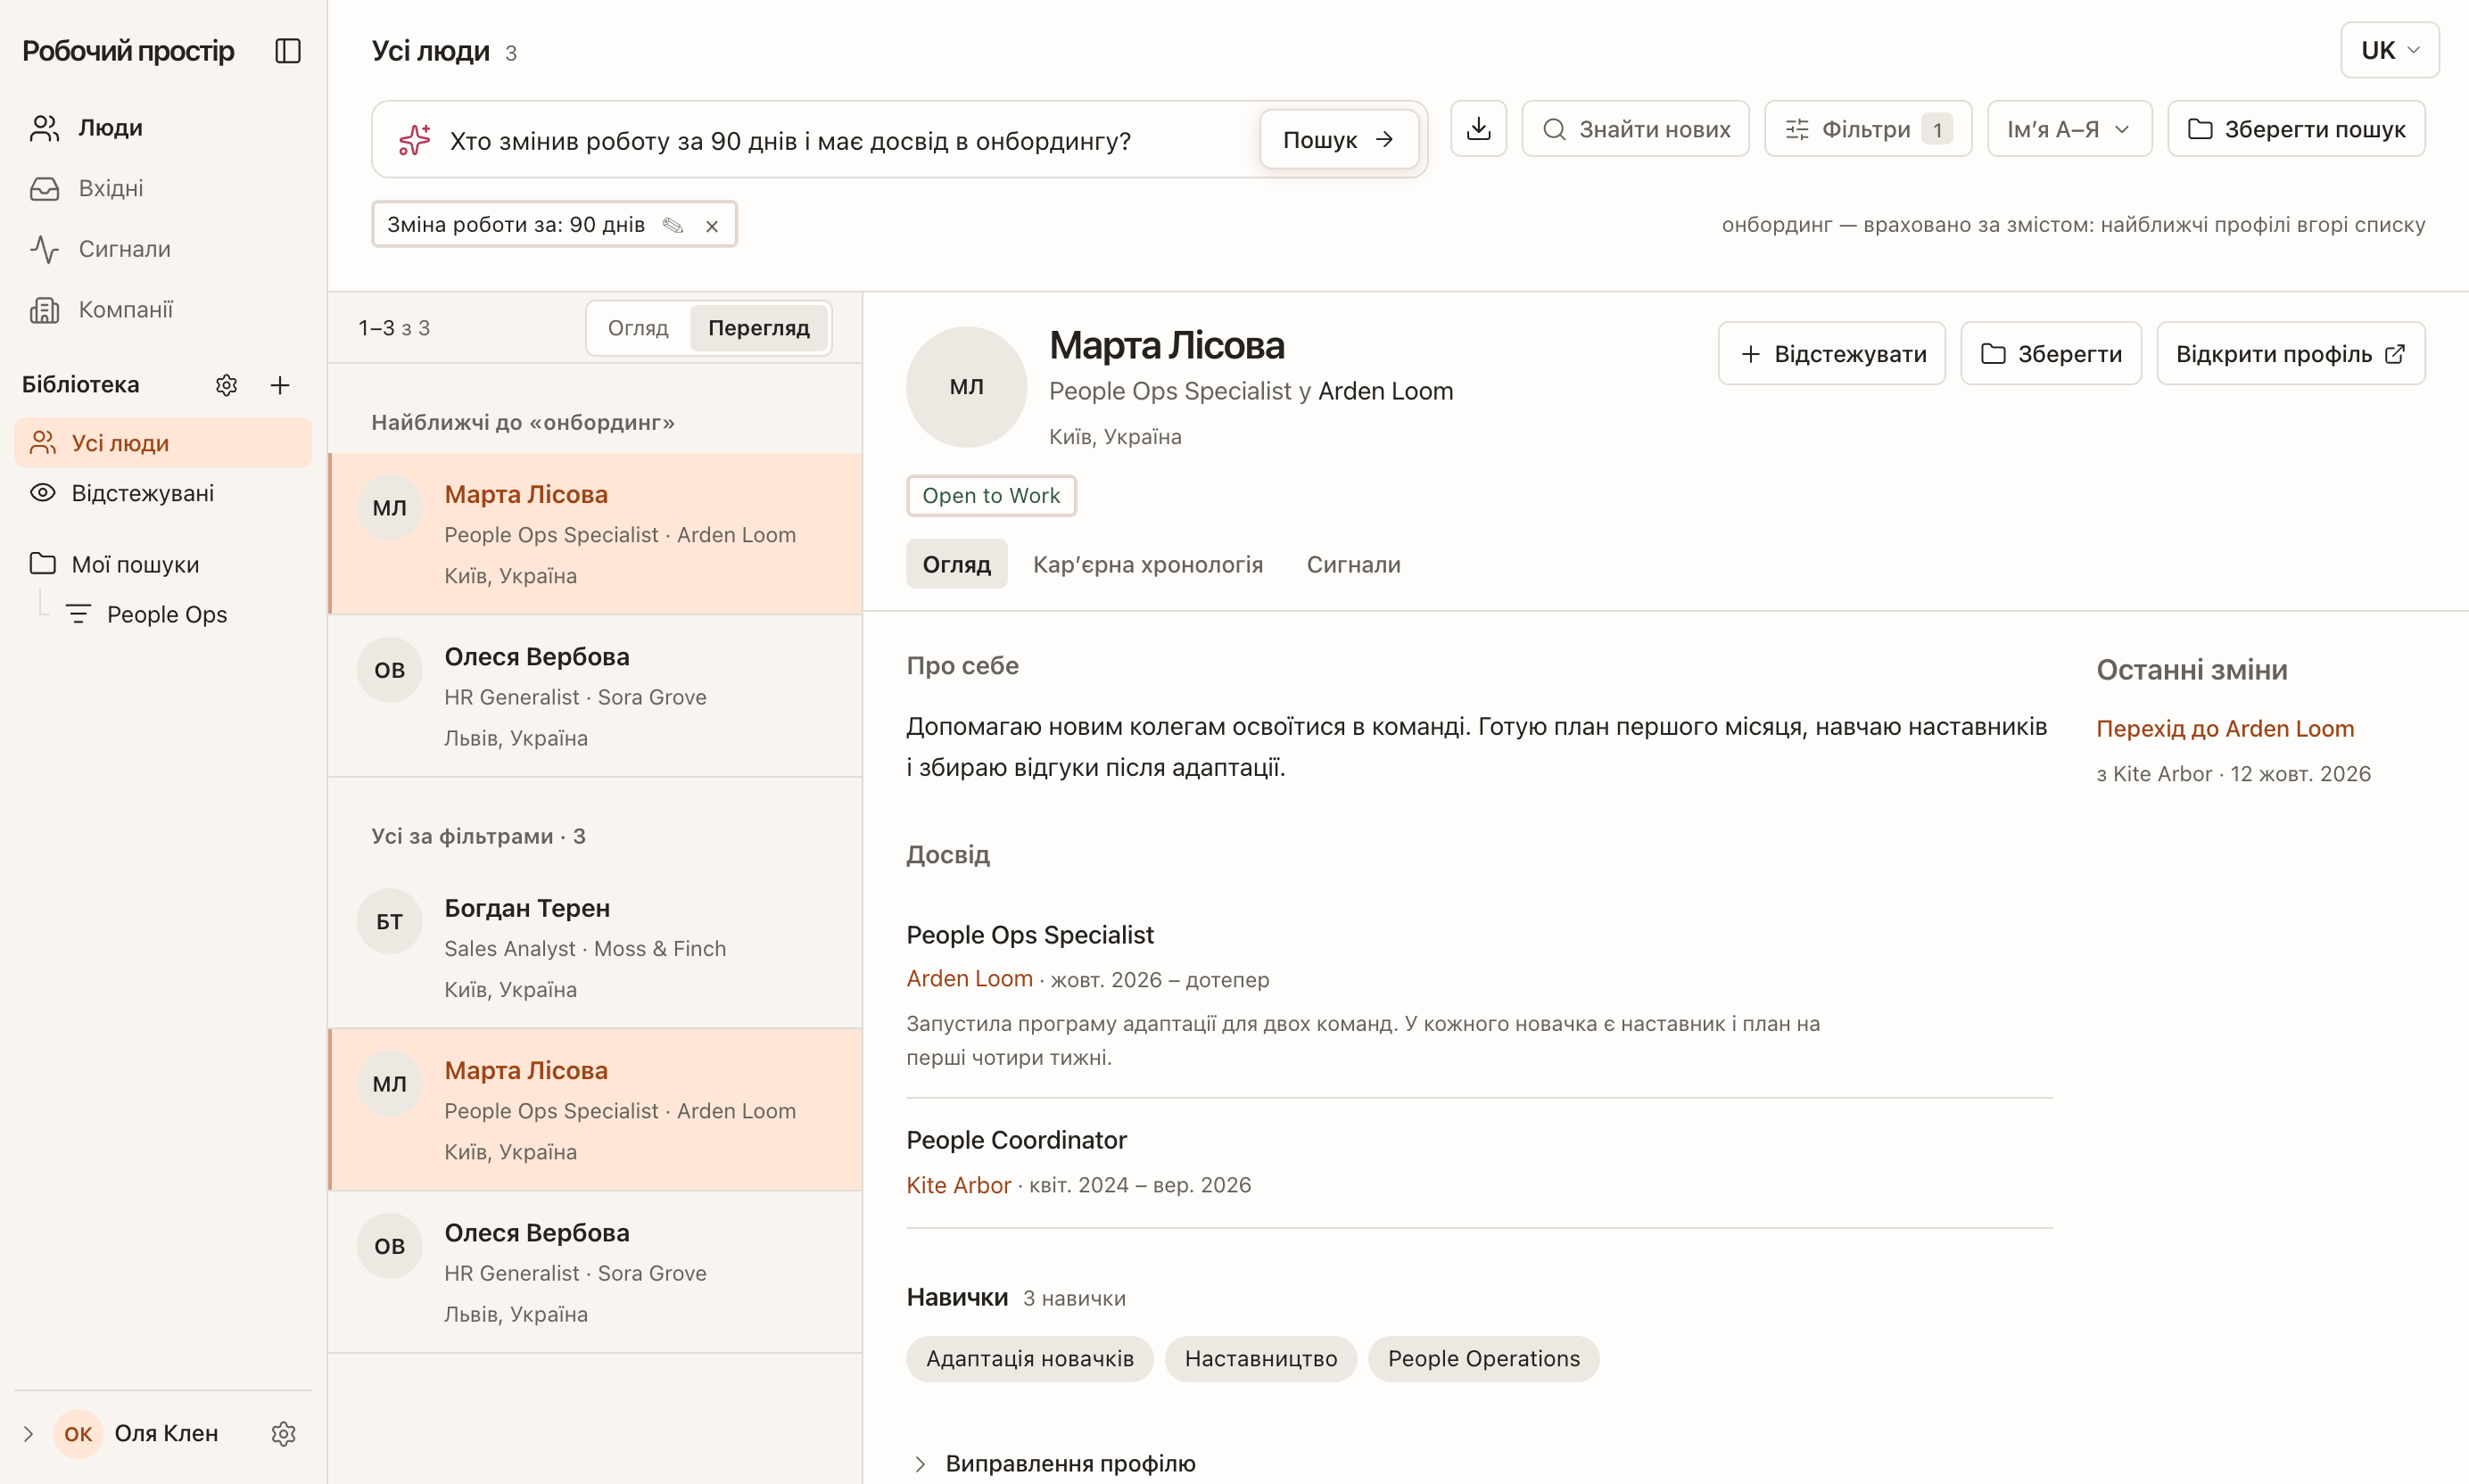 Робочий простір
Люди
Вхідні
Сигнали
Компанії
Бібліотека
Усі люди
Відстежувані
Мої пошуки
People Ops
ОК Оля Клен
Усі люди 3
UK
Хто змінив роботу за 90 днів і має досвід в онбордингу?
Пошук
Знайти нових
Фільтри 1
Ім’я А–Я
Зберегти пошук
Зміна роботи за: 90 днів
онбординг — враховано за змістом: найближчі профілі вгорі списку
1–3 з 3
Огляд
Перегляд
Найближчі до «онбординг»
МЛ
Марта Лісова
People Ops Specialist · Arden Loom
Київ, Україна
ОВ
Олеся Вербова
HR Generalist · Sora Grove
Львів, Україна
Усі за фільтрами · 3
БТ
Богдан Терен
Sales Analyst · Moss & Finch
Київ, Україна
МЛ
Марта Лісова
People Ops Specialist · Arden Loom
Київ, Україна
ОВ
Олеся Вербова
HR Generalist · Sora Grove
Львів, Україна
МЛ
Марта Лісова
People Ops Specialist у Arden Loom
Київ, Україна
Відстежувати
Зберегти
Відкрити профіль
Open to Work
Огляд
Кар’єрна хронологія
Сигнали
Про себе
Допомагаю новим колегам освоїтися в команді. Готую план першого місяця, навчаю наставників
і збираю відгуки після адаптації.
Досвід
People Ops Specialist
Arden Loom · жовт. 2026 – дотепер
Запустила програму адаптації для двох команд. У кожного новачка є наставник і план на
перші чотири тижні.
People Coordinator
Kite Arbor · квіт. 2024 – вер. 2026
Навички 3 навички
Адаптація новачків
Наставництво
People Operations
Виправлення профілю
Останні зміни
Перехід до Arden Loom
з Kite Arbor · 12 жовт. 2026